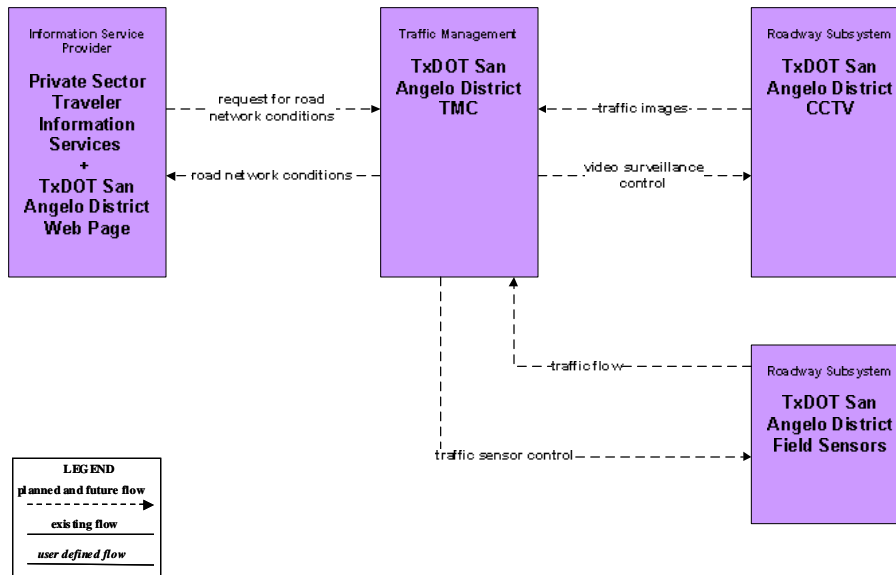 Information Service
Provider
Private Sector
Traveler
Information
Services
+
TxDOT San
Angelo District
Web Page
request for road
network conditions
road network conditions
Traffic Management
TxDOT San
Angelo District
TMC
traffic images
video surveillance
control
Roadway Subsystem
TxDOT San
Angelo District
CCTV
traffic flow
traffic sensor control
Roadway Subsystem
TxDOT San
Angelo District
Field Sensors
LEGEND
planned and future flow
existing flow
user defined flow